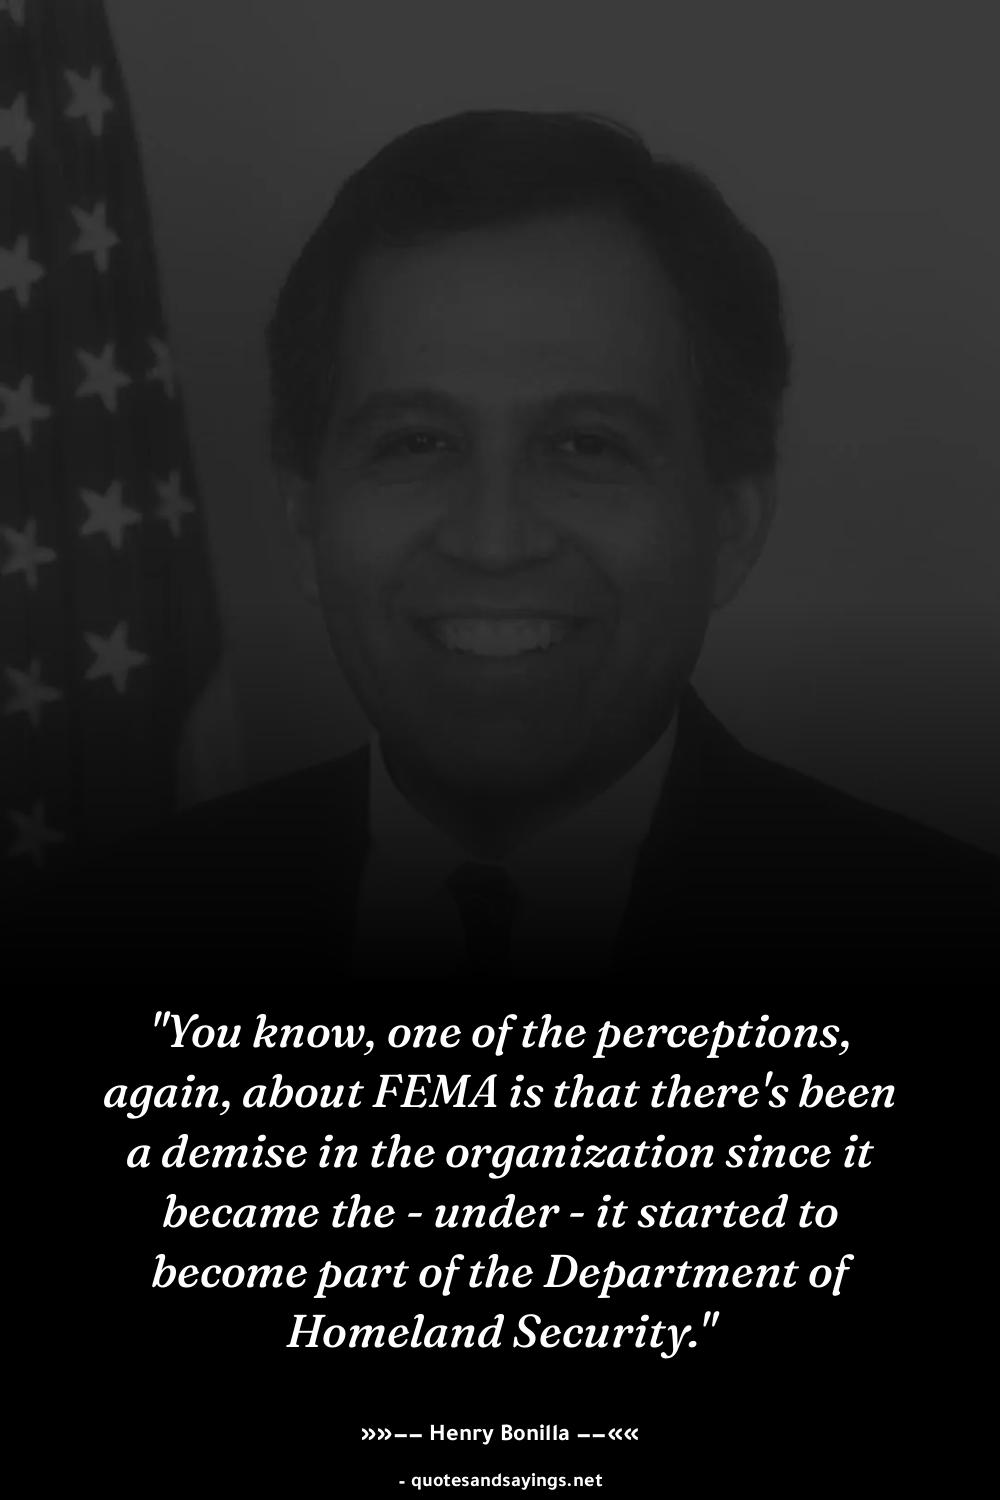 "You know, one of the perceptions,
again, about FEMA is that there's been
a demise in the organization since it
became the - under - it started to
become part of the Department of
Homeland Security."
»»–– Henry Bonilla ––««
- quotesandsayings.net